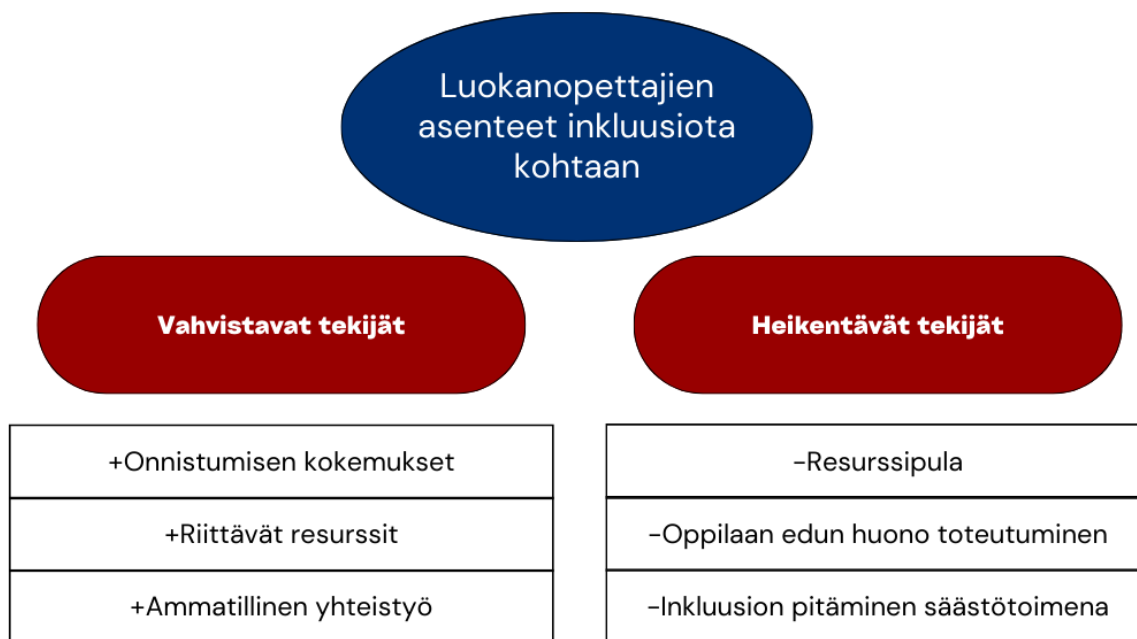 Luokanopettajien
asenteet inkluusiota
kohtaan
Vahvistavat tekijät
Heikentävät tekijät
+Onnistumisen kokemukset
+Riittävät resurssit
+Ammatillinen yhteistyö
-Resurssipula
-Oppilaan edun huono toteutuminen
-Inkluusion pitäminen säästötoimena